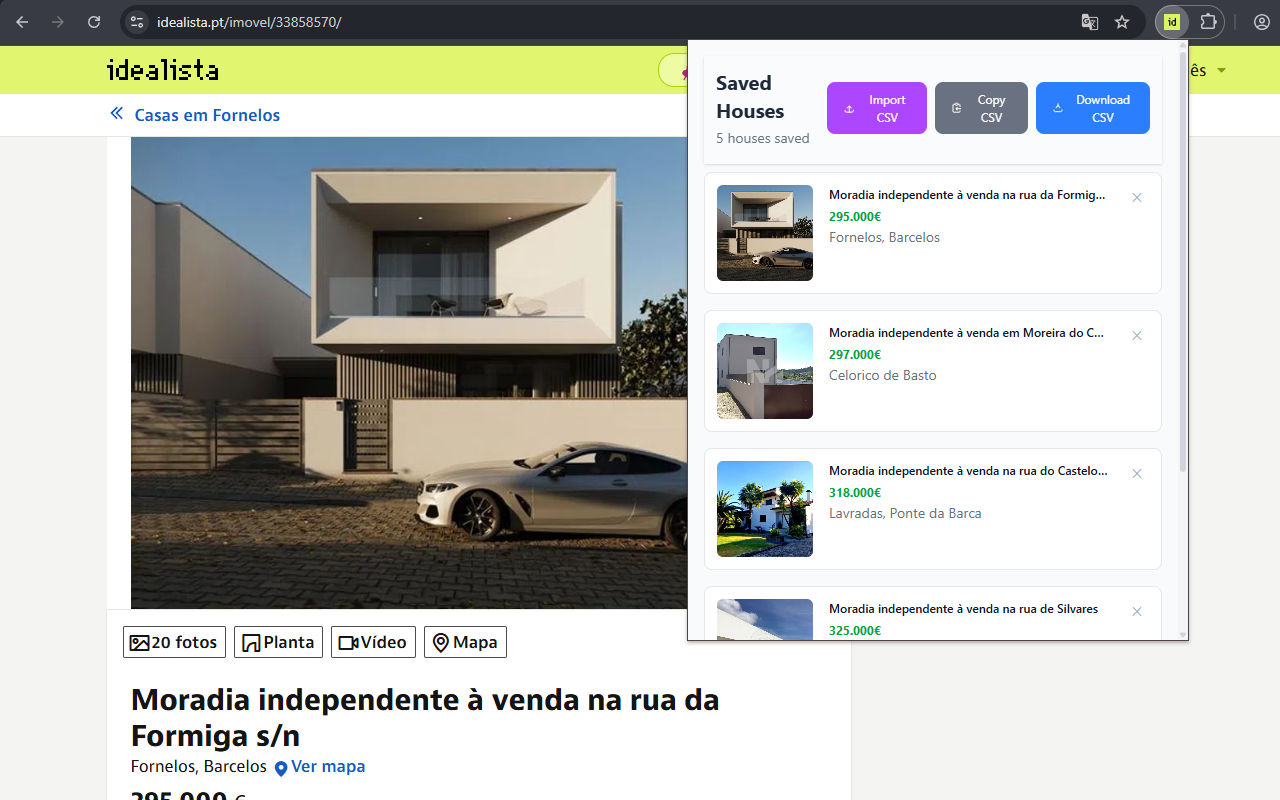 idealista.pt/imovel/33858570/
id
idealista
ês
Casas em Fornelos
Saved
Houses
5 houses saved
Import
CSV
Copy
CSV
Download
CSV
Moradia independente à venda na rua da Formig...
295.000€
Fornelos, Barcelos
Moradia independente à venda em Moreira do C...
297.000€
Celorico de Basto
Moradia independente à venda na rua do Castelo...
318.000€
Lavradas, Ponte da Barca
Moradia independente à venda na rua de Silvares
325.000€
20 fotos
Planta
Vídeo
Mapa
Moradia independente à venda na rua da
Formiga s/n
Fornelos, Barcelos Ver mapa
295.000 €